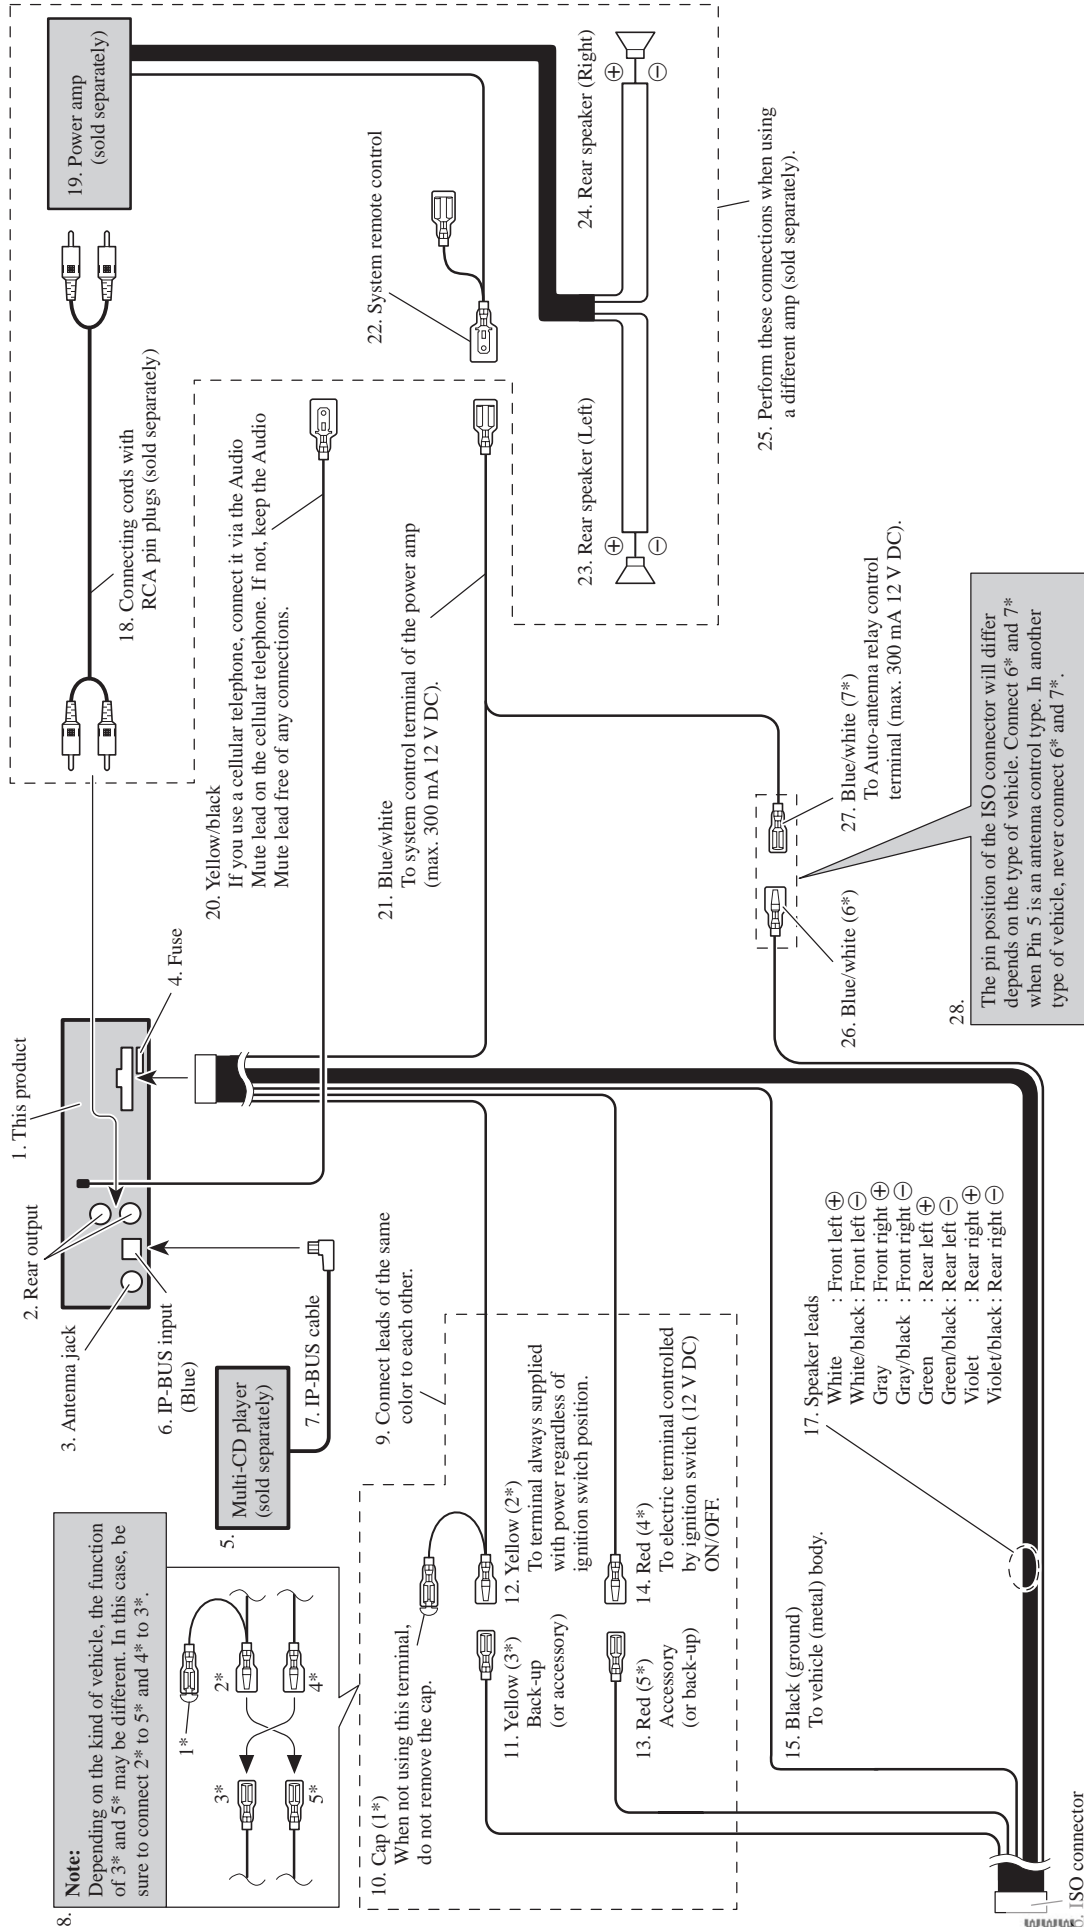 1. This product
2. Rear output
3. Antenna jack
4. Fuse
5.
Multi-CD player
(sold separately)
6. IP-BUS input
(Blue)
7. IP-BUS cable
8.
Note:
Depending on the kind of vehicle, the function
of 3* and 5* may be different. In this case, be
sure to connect 2* to 5* and 4* to 3*.
1*
3*
2*
5*
4*
9. Connect leads of the same
color to each other.
10. Cap (1*)
When not using this terminal,
do not remove the cap.
11. Yellow (3*)
Back-up
(or accessory)
12. Yellow (2*)
To terminal always supplied
with power regardless of
ignition switch position.
13. Red (5*)
Accessory
(or back-up)
14. Red (4*)
To electric terminal controlled
by ignition switch (12 V DC)
ON/OFF.
15. Black (ground)
To vehicle (metal) body.
ISO connector
17. Speaker leads
White : Front left ⊕
White/black : Front left ⊖
Gray : Front right ⊕
Gray/black : Front right ⊖
Green : Rear left ⊕
Green/black : Rear left ⊖
Violet : Rear right ⊕
Violet/black : Rear right ⊖
18. Connecting cords with
RCA pin plugs (sold separately)
19. Power amp
(sold separately)
20. Yellow/black
If you use a cellular telephone, connect it via the Audio
Mute lead on the cellular telephone. If not, keep the Audio
Mute lead free of any connections.
21. Blue/white
To system control terminal of the power amp
(max. 300 mA 12 V DC).
22. System remote control
23. Rear speaker (Left)
⊕
⊖
24. Rear speaker (Right)
⊕
⊖
25. Perform these connections when using
a different amp (sold separately).
26. Blue/white (6*)
27. Blue/white (7*)
To Auto-antenna relay control
terminal (max. 300 mA 12 V DC).
28.
The pin position of the ISO connector will differ
depends on the type of vehicle. Connect 6* and 7*
when Pin 5 is an antenna control type. In another
type of vehicle, never connect 6* and 7*.